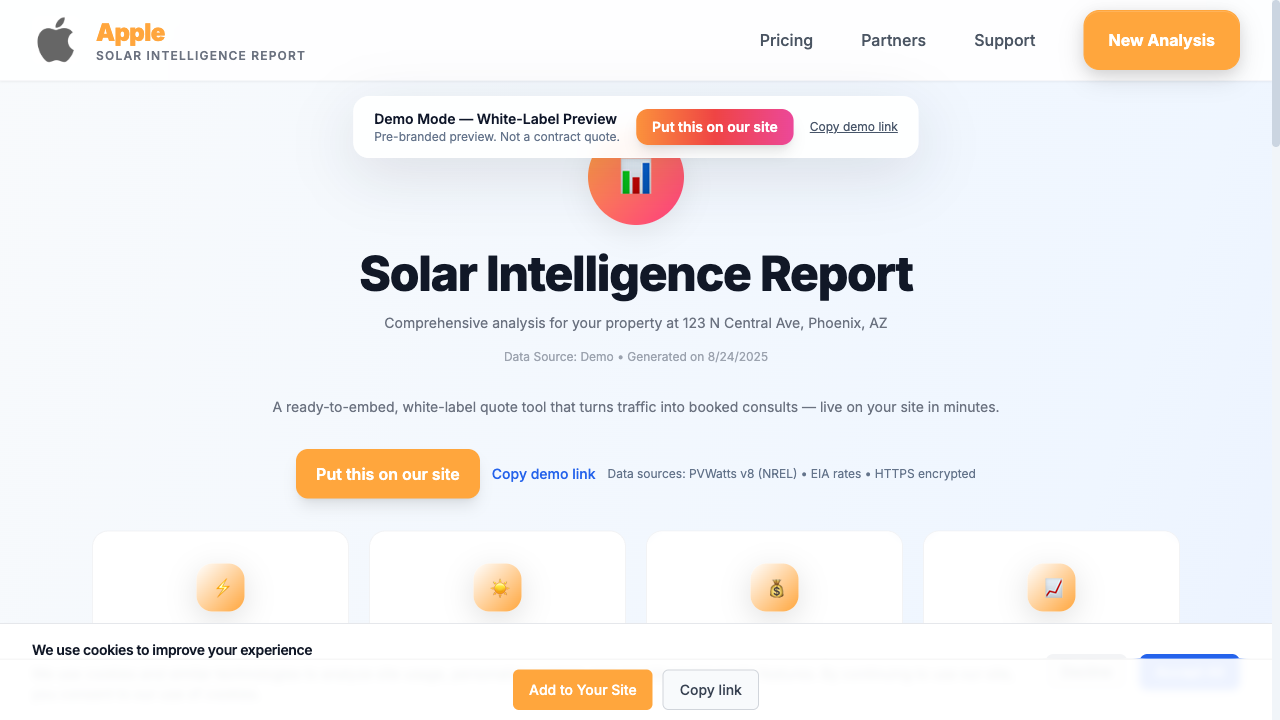 Apple
SOLAR INTELLIGENCE REPORT
Pricing
Partners
Support
New Analysis
Demo Mode — White-Label Preview
Pre-branded preview. Not a contract quote.
Put this on our site
Copy demo link
Solar Intelligence Report
Comprehensive analysis for your property at 123 N Central Ave, Phoenix, AZ
Data Source: Demo • Generated on 8/24/2025
A ready-to-embed, white-label quote tool that turns traffic into booked consults — live on your site in minutes.
Put this on our site
Copy demo link
Data sources: PVWatts v8 (NREL) • EIA rates • HTTPS encrypted
We use cookies to improve your experience
Add to Your Site
Copy link